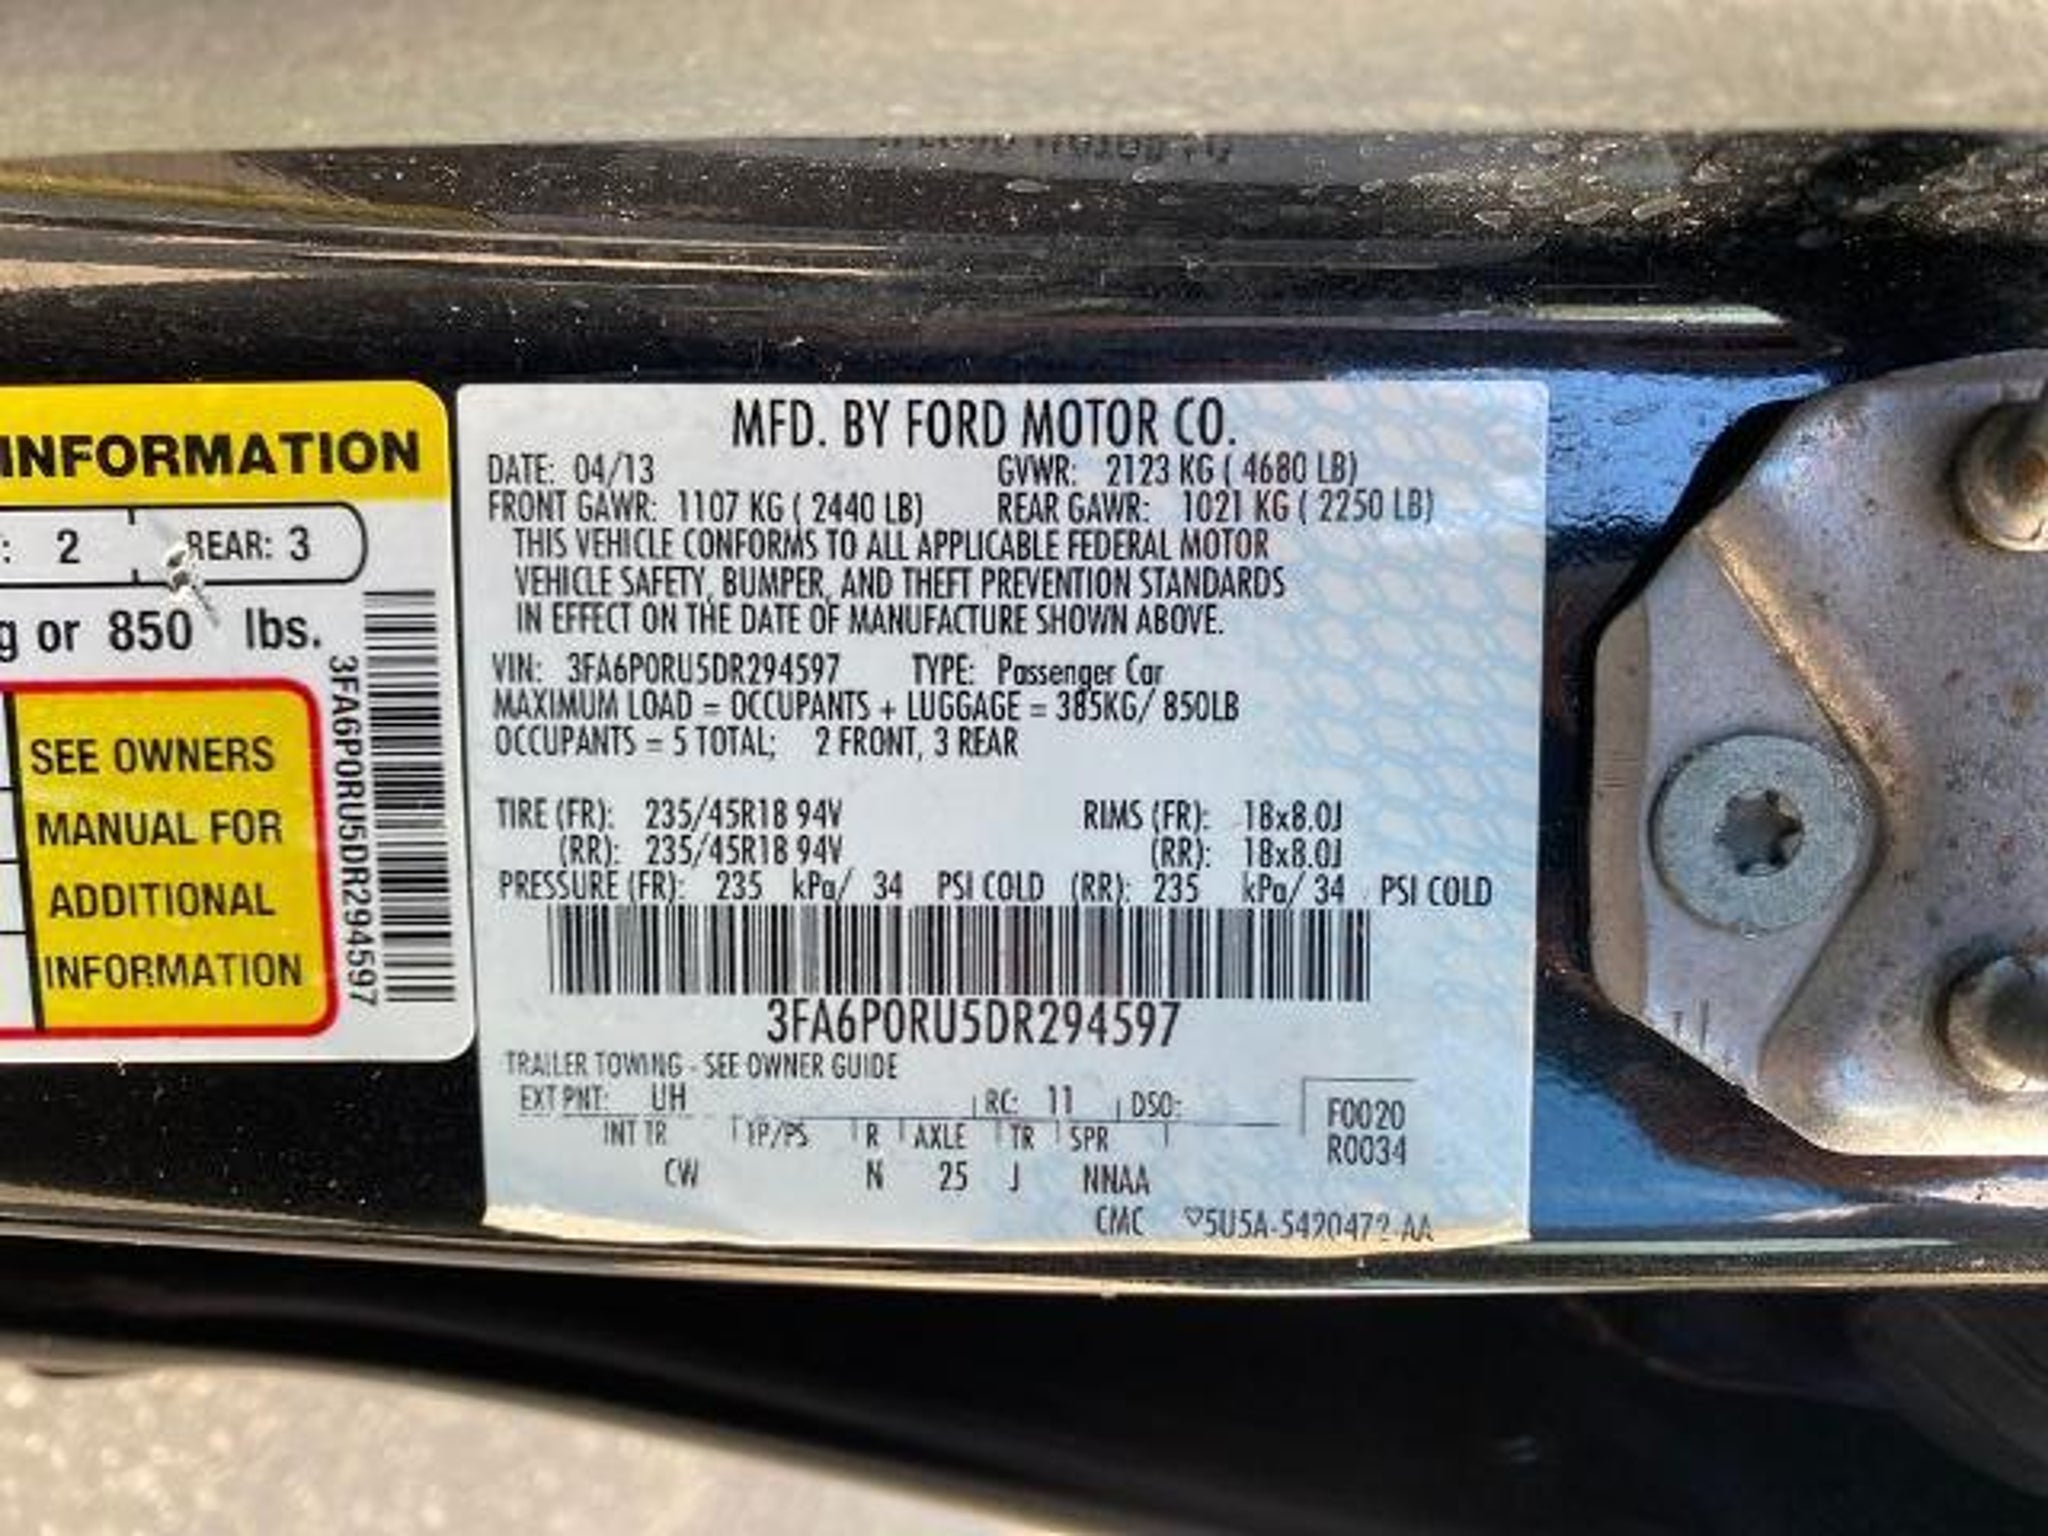 INFORMATION
: 2 REAR: 3
g or 850 lbs.
SEE OWNERS
MANUAL FOR
ADDITIONAL
INFORMATION
3FA6P0RU5DR294597
MFD. BY FORD MOTOR CO.
DATE: 04/13 GVWR: 2123 KG ( 4680 LB)
FRONT GAWR: 1107 KG ( 2440 LB) REAR GAWR: 1021 KG ( 2250 LB)
THIS VEHICLE CONFORMS TO ALL APPLICABLE FEDERAL MOTOR
VEHICLE SAFETY, BUMPER, AND THEFT PREVENTION STANDARDS
IN EFFECT ON THE DATE OF MANUFACTURE SHOWN ABOVE.
VIN: 3FA6P0RU5DR294597 TYPE: Passenger Car
MAXIMUM LOAD = OCCUPANTS + LUGGAGE = 385KG/ 850LB
OCCUPANTS = 5 TOTAL; 2 FRONT, 3 REAR
TIRE (FR): 235/45R18 94V RIMS (FR): 18x8.0J
(RR): 235/45R18 94V (RR): 18x8.0J
PRESSURE (FR): 235 kPa/ 34 PSI COLD (RR): 235 kPa/ 34 PSI COLD
3FA6P0RU5DR294597
TRAILER TOWING - SEE OWNER GUIDE
EXT PNT: UH RC: 11 DSO: F0020
INT TR TP/PS R AXLE TR SPR R0034
CW N 25 J NNAA
CMC ♡5U5A-5420472-AA